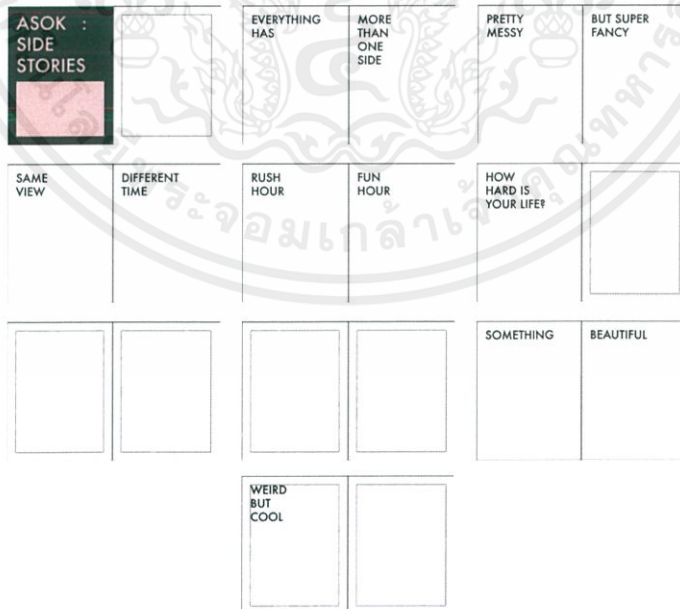 ASOK :
SIDE
STORIES
EVERYTHING
HAS
MORE
THAN
ONE
SIDE
PRETTY
MESSY
BUT SUPER
FANCY
SAME
VIEW
DIFFERENT
TIME
RUSH
HOUR
FUN
HOUR
HOW
HARD IS
YOUR LIFE?
SOMETHING
BEAUTIFUL
WEIRD
BUT
COOL